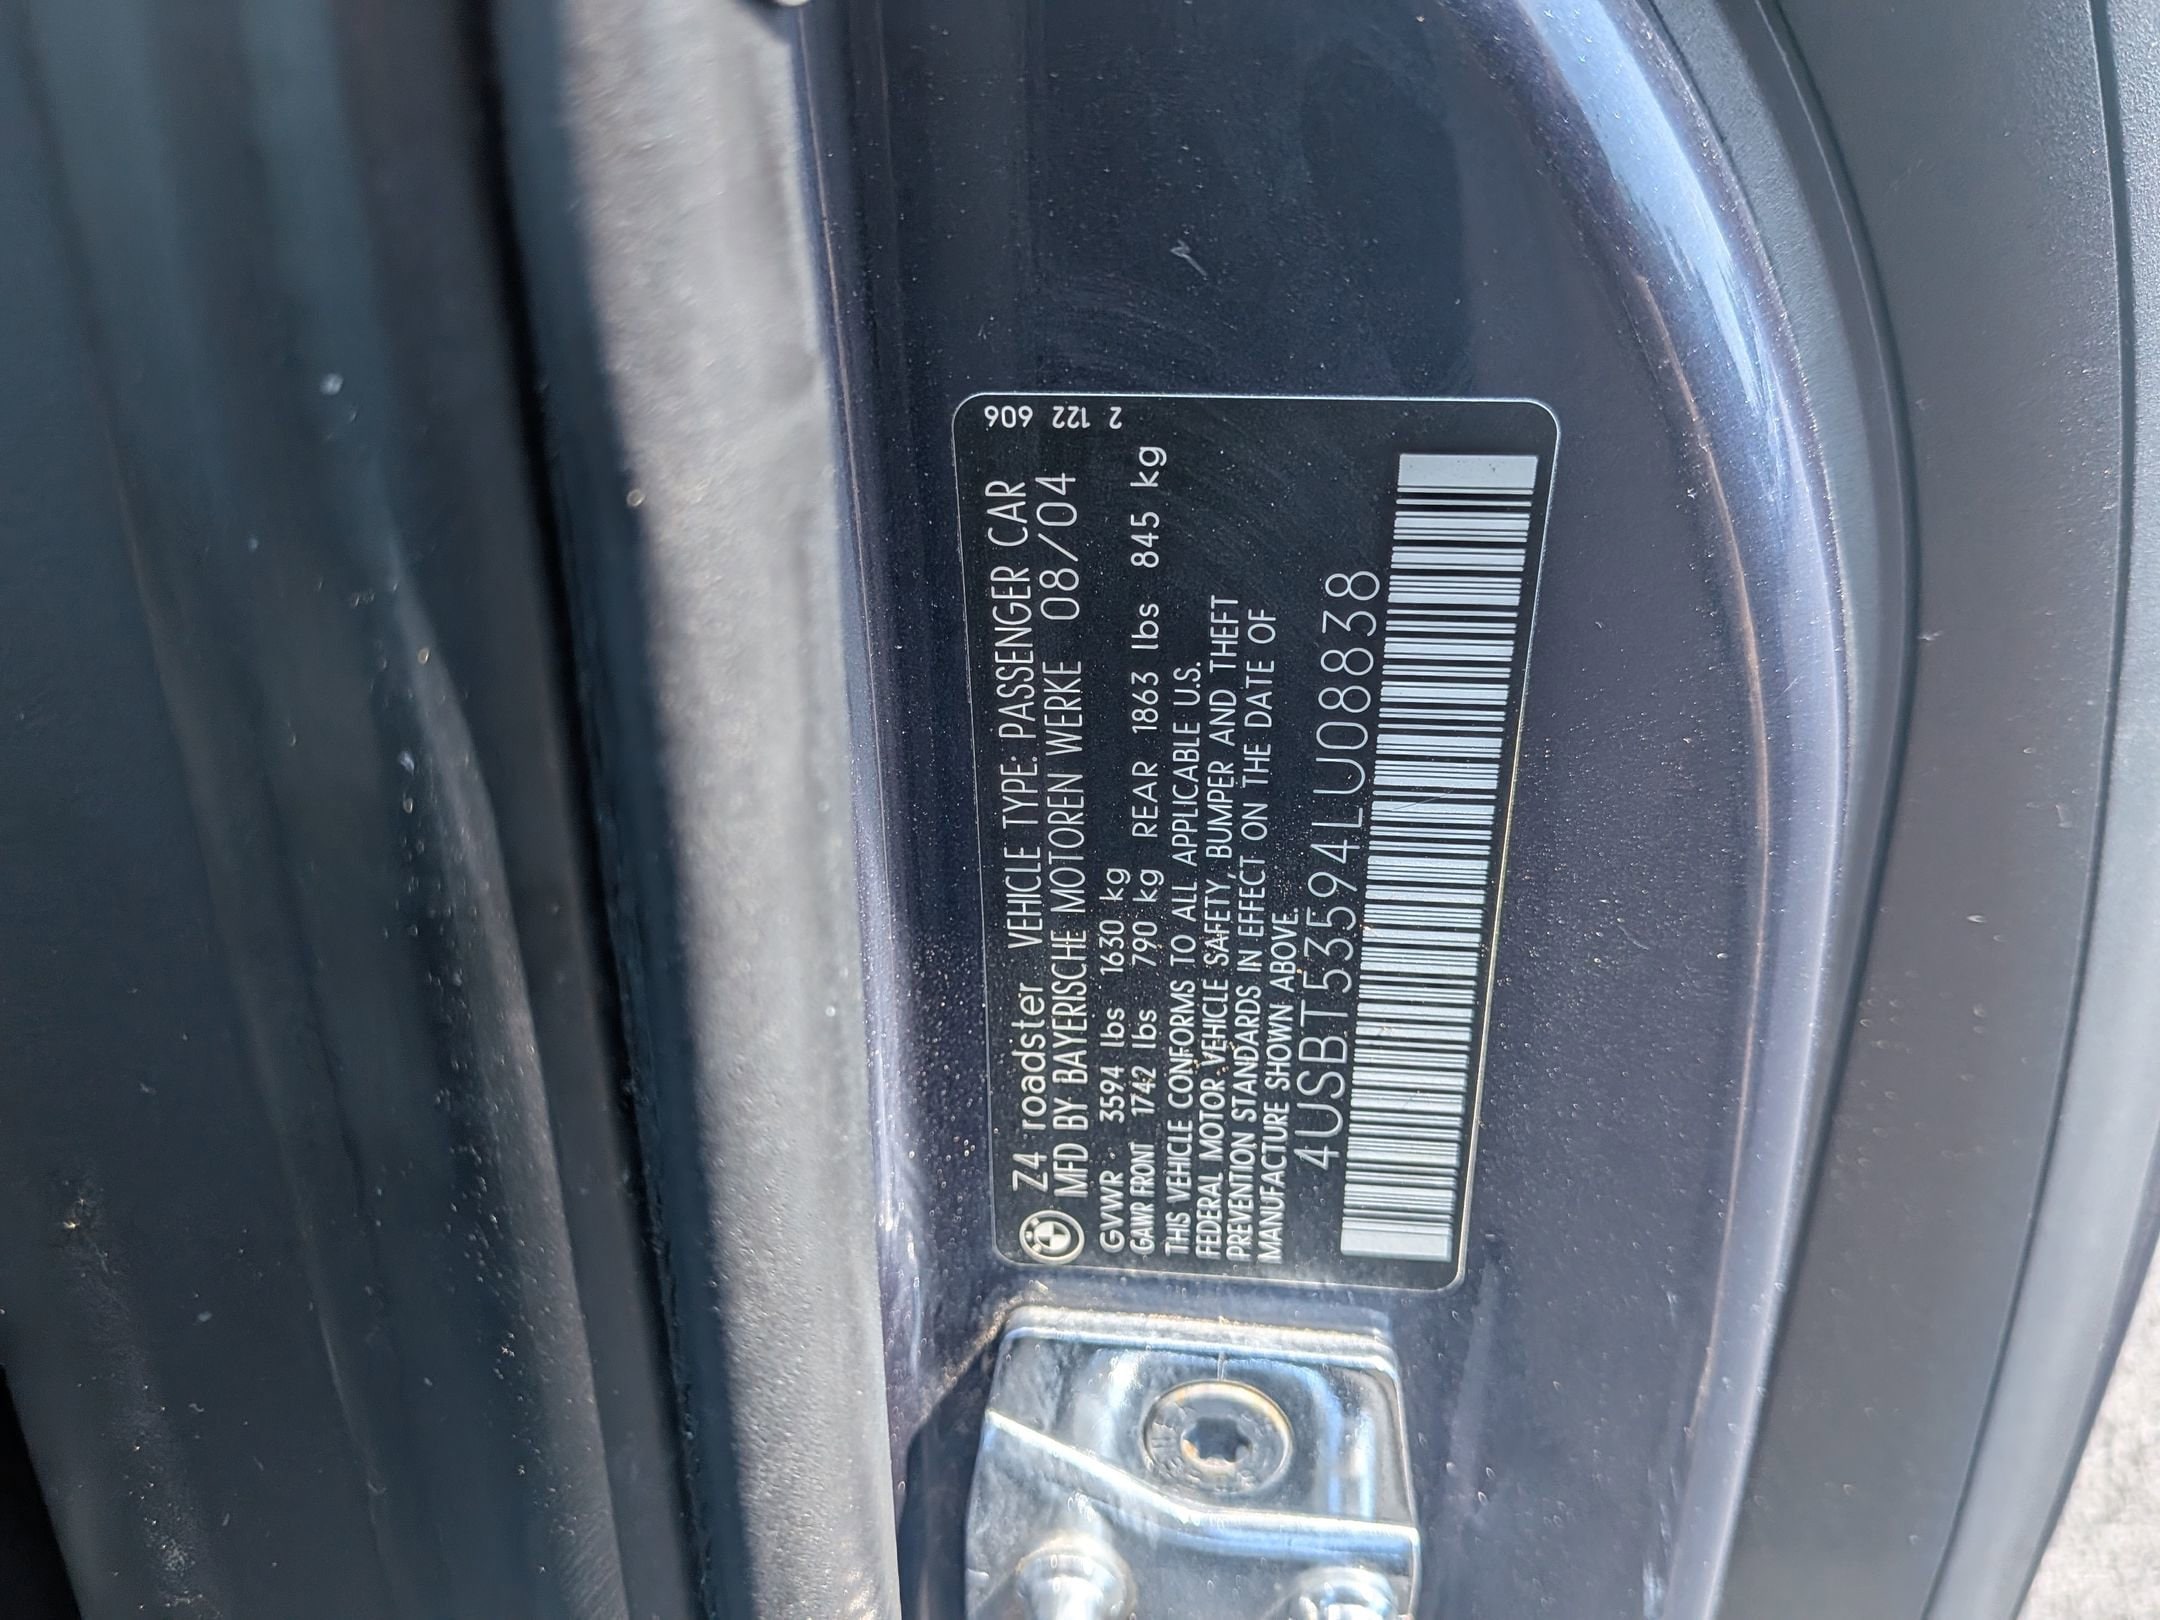 Z4 roadster VEHICLE TYPE: PASSENGER CAR
MFD BY BAYERISCHE MOTOREN WERKE 08/04
GVWR 3594 lbs 1630 kg
GAWR FRONT 1742 lbs 790 kg REAR 1863 lbs 845 kg
THIS VEHICLE CONFORMS TO ALL APPLICABLE U.S.
FEDERAL MOTOR VEHICLE SAFETY, BUMPER AND THEFT
PREVENTION STANDARDS IN EFFECT ON THE DATE OF
MANUFACTURE SHOWN ABOVE.
4USBT53594LU08838
2 122 606